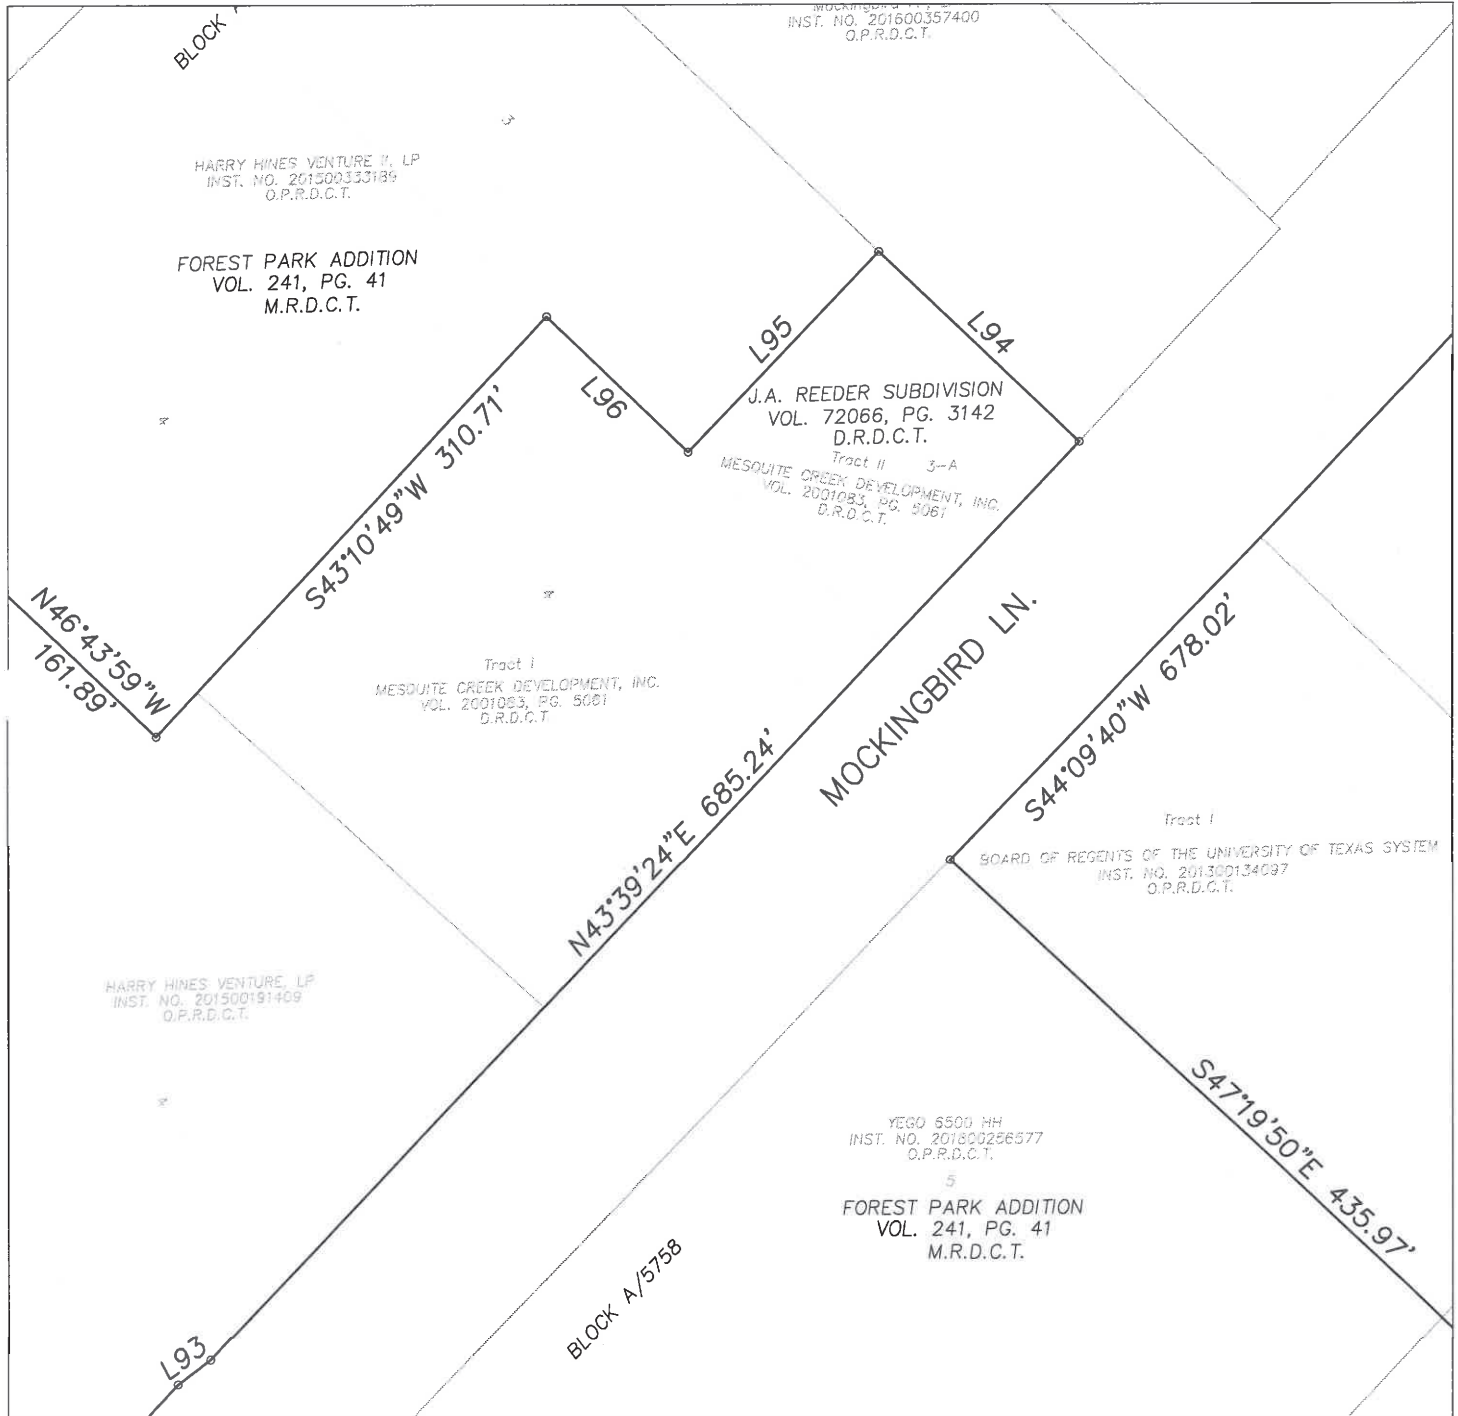 INST. NO. 201600357400
O.P.R.D.C.T.
BLOCK
3
HARRY HINES VENTURE II, LP
INST. NO. 201500333189
O.P.R.D.C.T.
FOREST PARK ADDITION
VOL. 241, PG. 41
M.R.D.C.T.
L95
L94
L96
J.A. REEDER SUBDIVISION
VOL. 72066, PG. 3142
D.R.D.C.T.
Tract II 3-A
MESQUITE CREEK DEVELOPMENT, INC.
VOL. 2001083, PG. 5061
D.R.D.C.T.
S43°10'49"W 310.71'
N46°43'59"W
161.89'
4
4
Tract I
MESQUITE CREEK DEVELOPMENT, INC.
VOL. 2001083, PG. 5061
D.R.D.C.T.
MOCKINGBIRD LN.
N43°39'24"E 685.24'
S44°09'40"W 678.02'
Tract I
BOARD OF REGENTS OF THE UNIVERSITY OF TEXAS SYSTEM
INST. NO. 201300134097
O.P.R.D.C.T.
HARRY HINES VENTURE, LP
INST. NO. 201500191409
O.P.R.D.C.T.
4
S47°19'50"E 435.97'
YEGO 6500 HH
INST. NO. 201800256577
O.P.R.D.C.T.
5
FOREST PARK ADDITION
VOL. 241, PG. 41
M.R.D.C.T.
BLOCK A/5758
L93